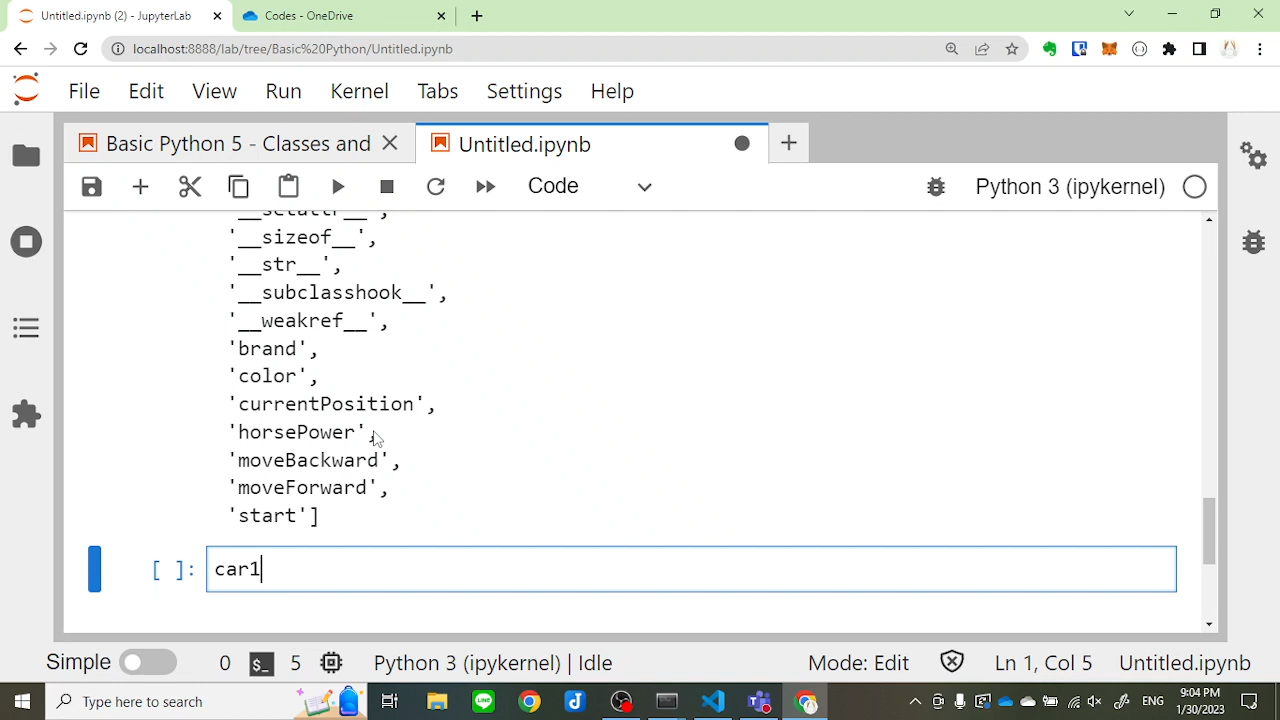 Untitled.ipynb (2) - JupyterLab
Codes - OneDrive
localhost:8888/lab/tree/Basic%20Python/Untitled.ipynb
File Edit View Run Kernel Tabs Settings Help
Basic Python 5 - Classes and
Untitled.ipynb
Code
Python 3 (ipykernel)
'__setattr__',
'__sizeof__',
'__str__',
'__subclasshook__',
'__weakref__',
'brand',
'color',
'currentPosition',
'horsePower',
'moveBackward',
'moveForward',
'start']
[ ]: car1
Simple 0 5 Python 3 (ipykernel) | Idle Mode: Edit Ln 1, Col 5 Untitled.ipynb
Type here to search
ENG
9:04 PM
1/30/2023